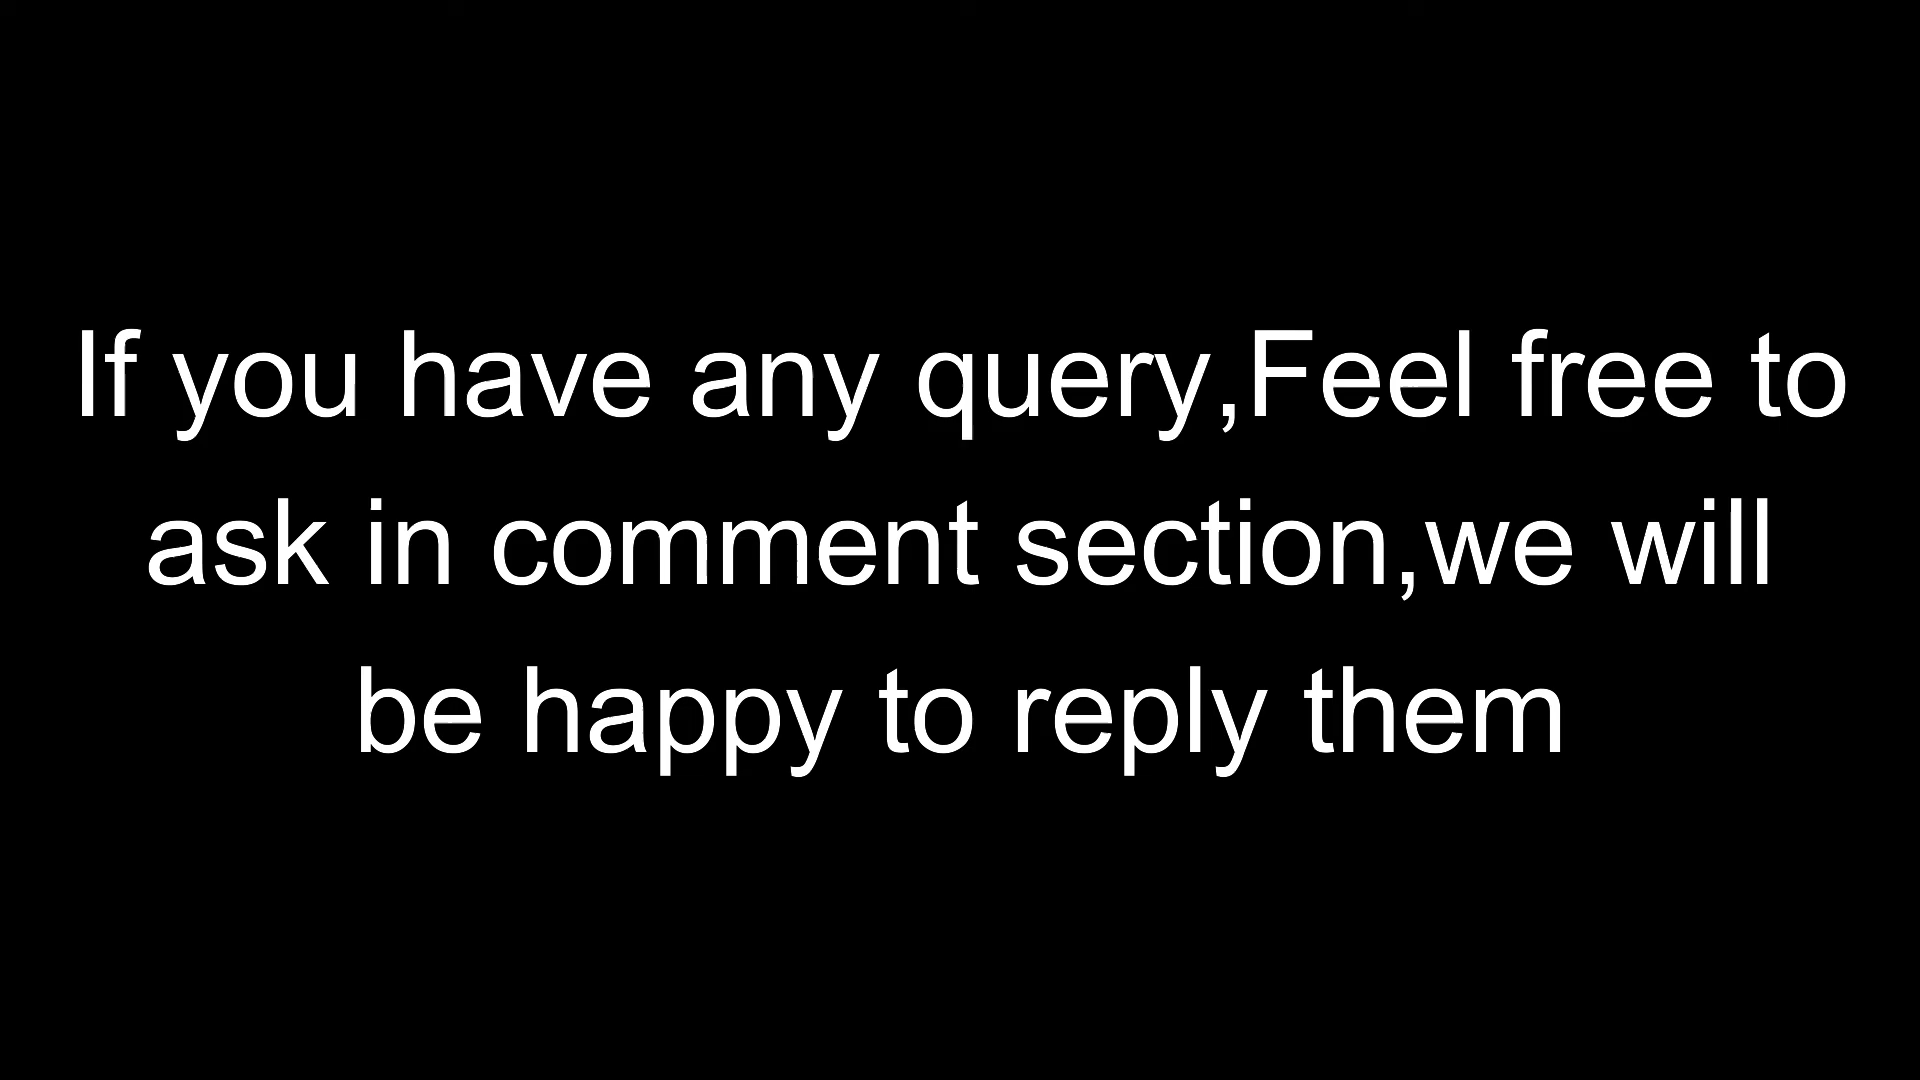 If you have any query,Feel free to
ask in comment section,we will
be happy to reply them